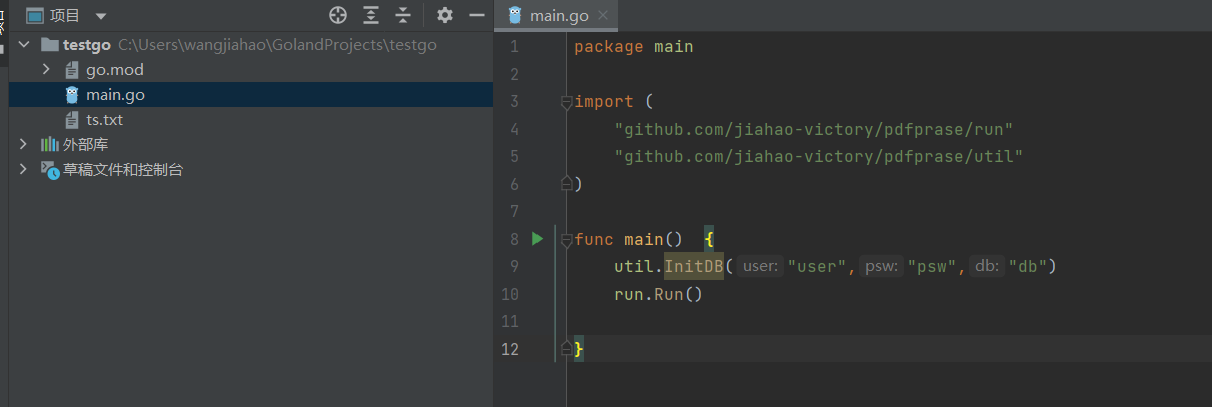 项目
testgo C:\Users\wangjiahao\GolandProjects\testgo
go.mod
main.go
ts.txt
外部库
草稿文件和控制台
main.go
1 package main
2
3 import (
4 "github.com/jiahao-victory/pdfprase/run"
5 "github.com/jiahao-victory/pdfprase/util"
6 )
7
8 func main()  {
9 util.InitDB( user: "user", psw: "psw", db: "db")
10 run.Run()
11
12 }